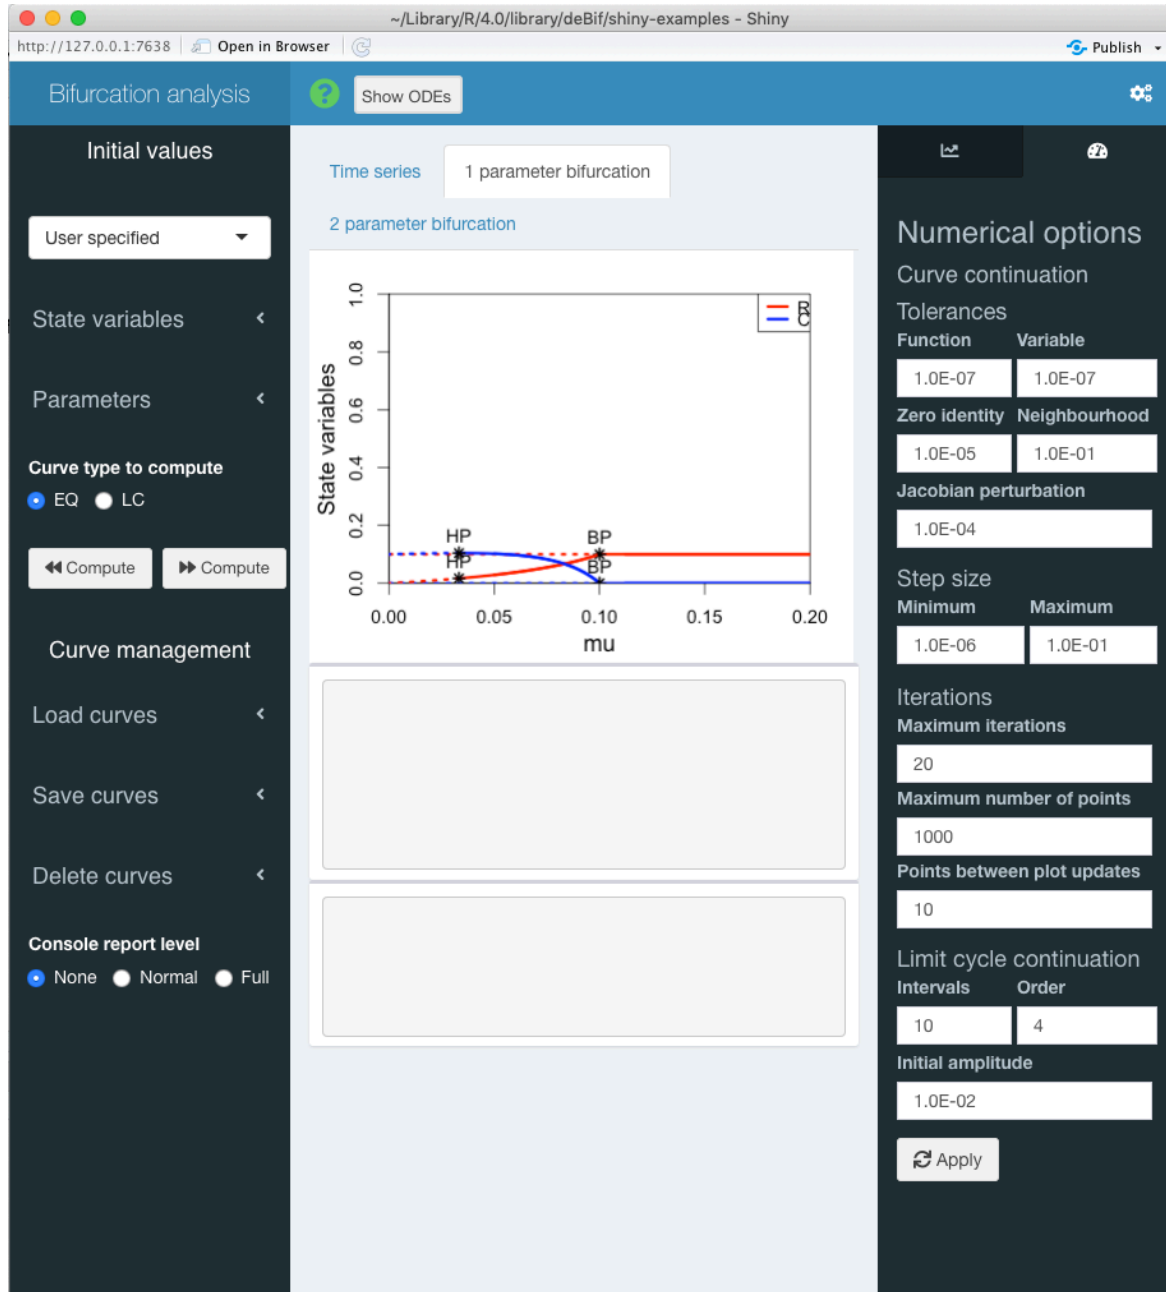 ~/Library/R/4.0/library/deBif/shiny-examples - Shiny
http://127.0.0.1:7638 Open in Browser Publish
Bifurcation analysis Show ODEs
Initial values
User specified
State variables
Parameters
Curve type to compute
EQ LC
Compute Compute
Curve management
Load curves
Save curves
Delete curves
Console report level
None Normal Full
Time series 1 parameter bifurcation
2 parameter bifurcation
State variables
1.0
0.8
0.6
0.4
0.2
0.0
R
C
HP
HP
BP
BP
0.00 0.05 0.10 0.15 0.20
mu
Numerical options
Curve continuation
Tolerances
Function Variable
1.0E-07 1.0E-07
Zero identity Neighbourhood
1.0E-05 1.0E-01
Jacobian perturbation
1.0E-04
Step size
Minimum Maximum
1.0E-06 1.0E-01
Iterations
Maximum iterations
20
Maximum number of points
1000
Points between plot updates
10
Limit cycle continuation
Intervals Order
10 4
Initial amplitude
1.0E-02
Apply